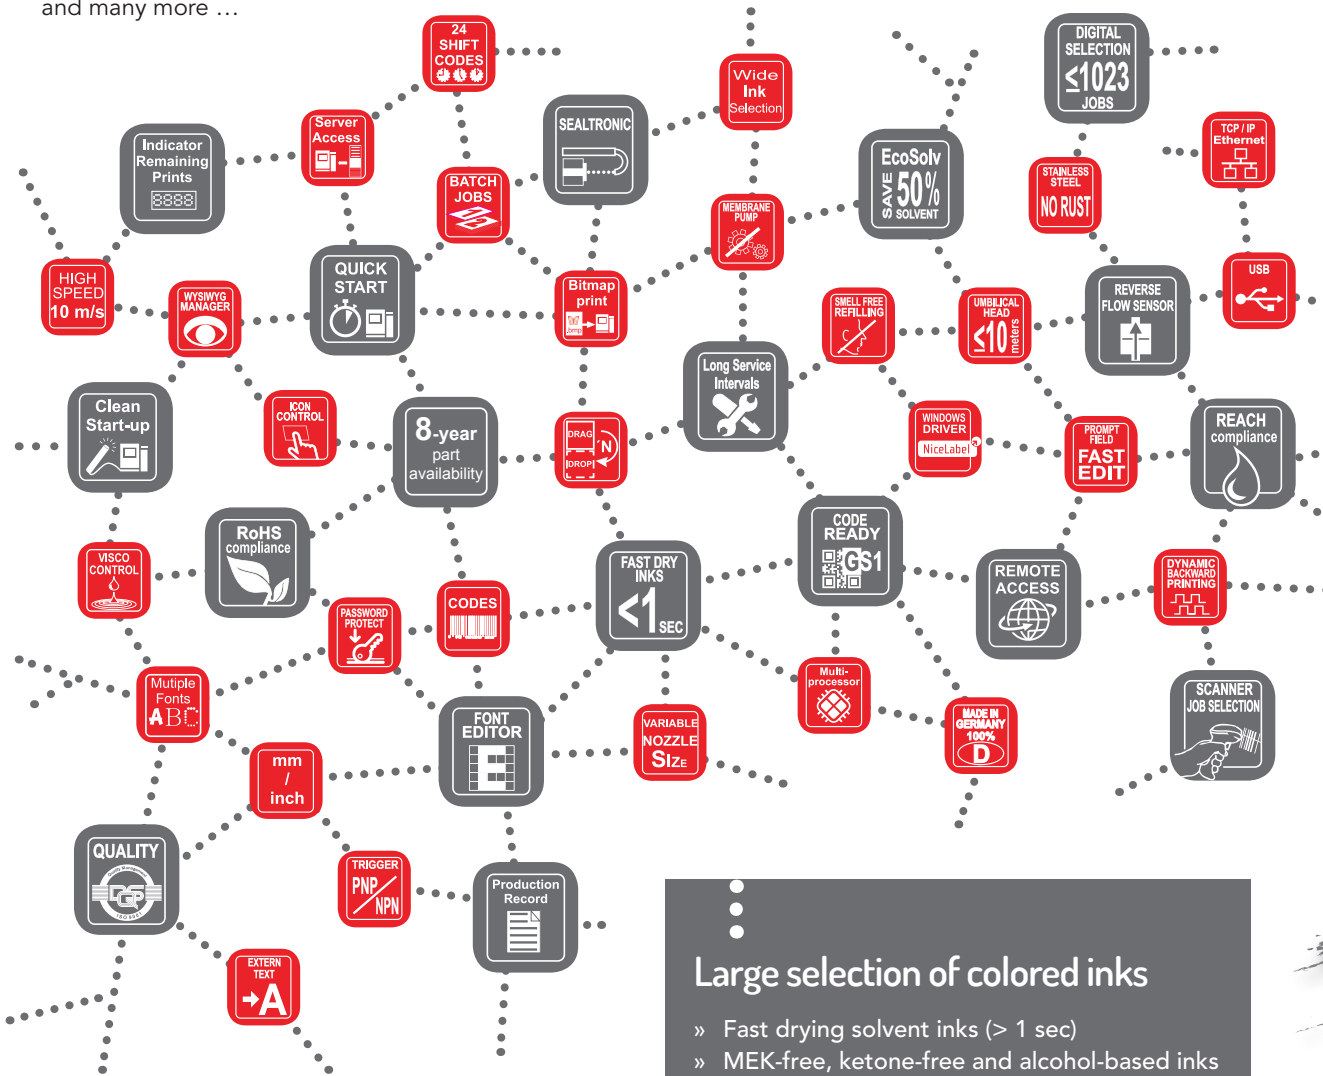 and many more …
24
SHIFT
CODES
Wide
Ink
Selection
DIGITAL
SELECTION
≤1023
JOBS
SEALTRONIC
Server
Access
Indicator
Remaining
Prints
8888
TCP / IP
Ethernet
EcoSolv
SAVE
50%
SOLVENT
STAINLESS
STEEL
NO RUST
BATCH
JOBS
MEMBRANE
PUMP
HIGH
SPEED
10 m/s
WYSIWYG
MANAGER
QUICK
START
Bitmap
print
.bmp
SMELL FREE
REFILLING
UMBILICAL
HEAD
≤10
meters
REVERSE
FLOW SENSOR
USB
Long Service
Intervals
Clean
Start-up
ICON
CONTROL
8-year
part
availability
DRAG
'N
DROP
WINDOWS
DRIVER
NiceLabel
PROMPT
FIELD
FAST
EDIT
REACH
compliance
RoHS
compliance
CODE
READY
GS1
VISCO
CONTROL
FAST DRY
INKS
<1
SEC
REMOTE
ACCESS
DYNAMIC
BACKWARD
PRINTING
PASSWORD
PROTECT
CODES
Mutiple
Fonts
ABC
Multi-
processor
FONT
EDITOR
E
VARIABLE
NOZZLE
SIZE
MADE IN
GERMANY
100%
D
SCANNER
JOB SELECTION
mm
/
inch
QUALITY
Quality Management
DQS
ISO 9001
TRIGGER
PNP
NPN
Production
Record
EXTERN
TEXT
→A
Large selection of colored inks
» Fast drying solvent inks (> 1 sec)
» MEK-free, ketone-free and alcohol-based inks